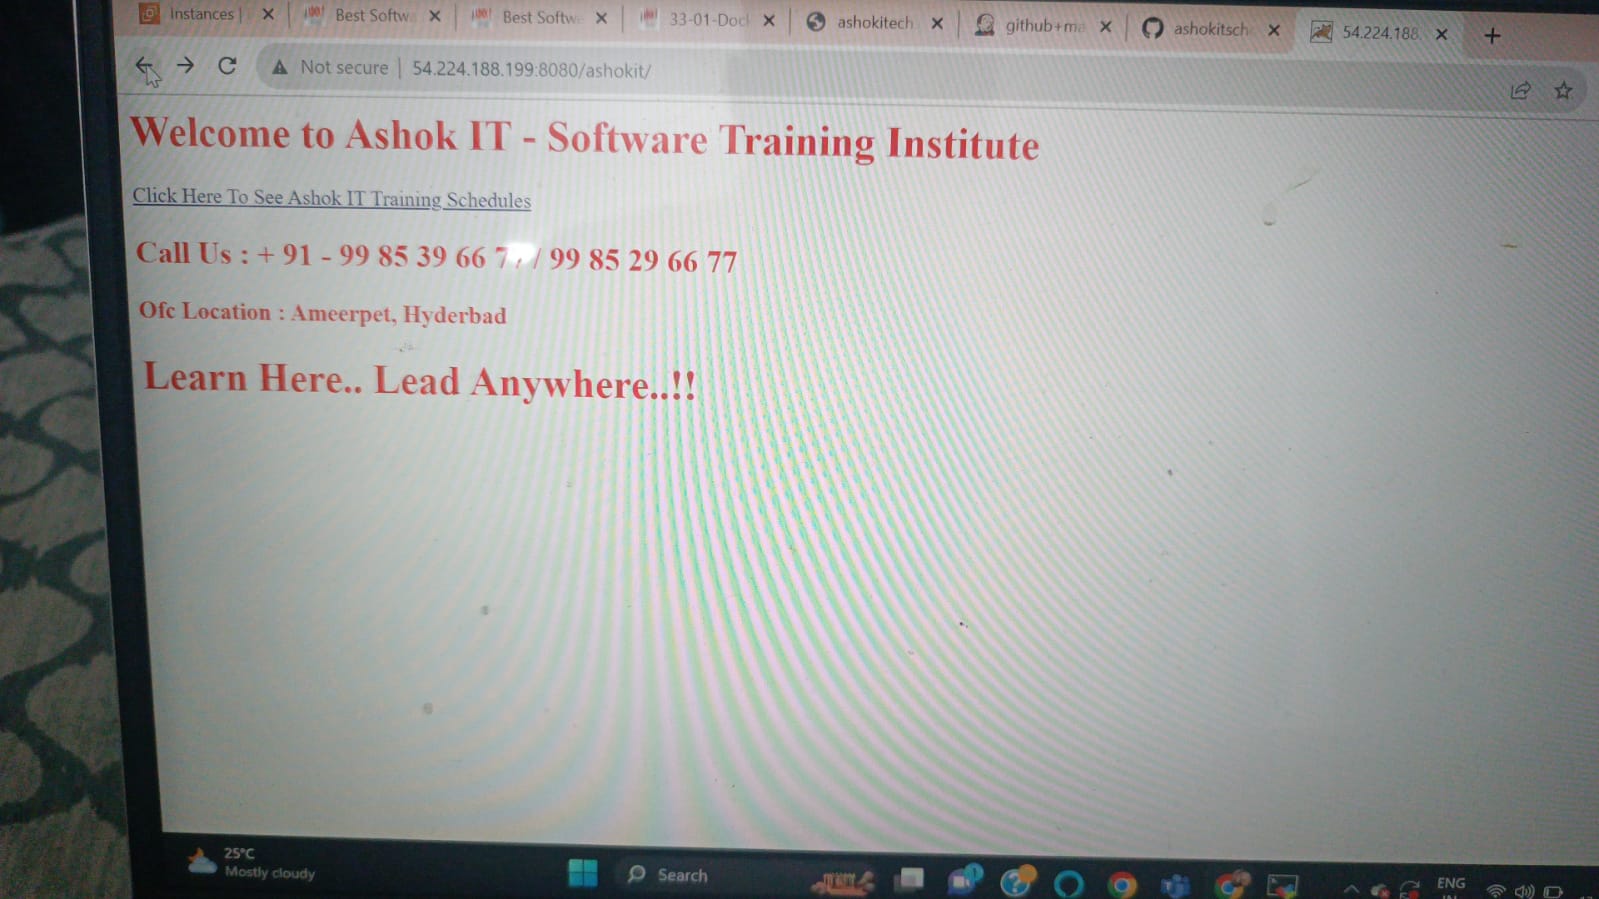 Instances |
Best Softw
Best Softw
33-01-Doc
ashokitech
github+ma
ashokitsch
54.224.188.
Not secure
54.224.188.199:8080/ashokit/
Welcome to Ashok IT - Software Training Institute
Click Here To See Ashok IT Training Schedules
Call Us : + 91 - 99 85 39 66 7 / 99 85 29 66 77
Ofc Location : Ameerpet, Hyderbad
Learn Here.. Lead Anywhere..!!
25°C
Mostly cloudy
Search
ENG